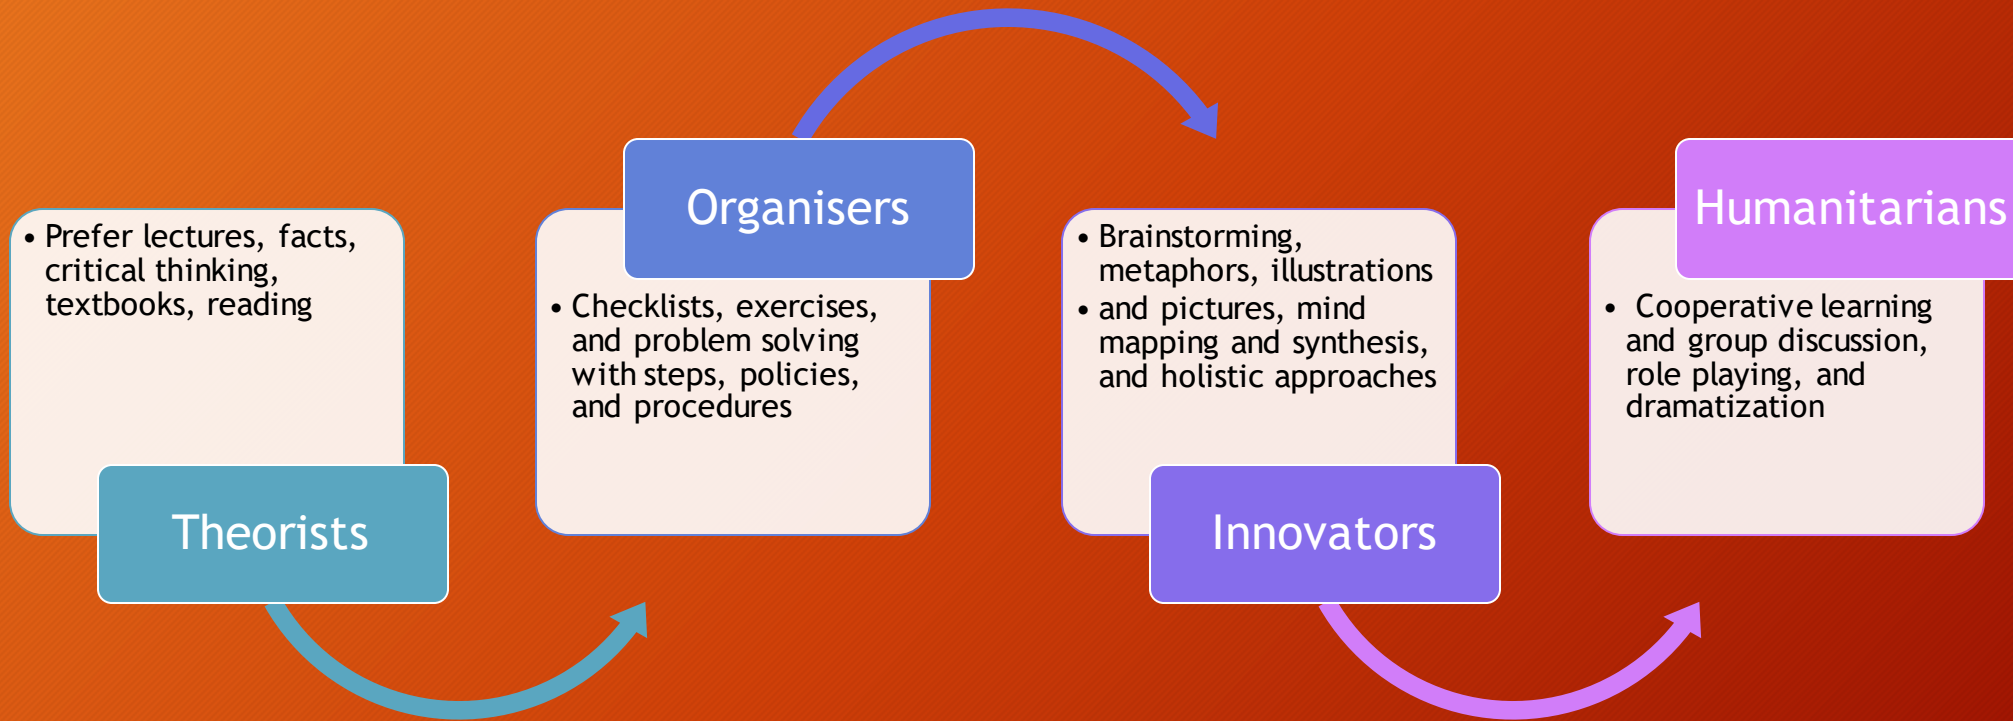 • Prefer lectures, facts,
critical thinking,
textbooks, reading
Theorists
Organisers
• Checklists, exercises,
and problem solving
with steps, policies,
and procedures
• Brainstorming,
metaphors, illustrations
• and pictures, mind
mapping and synthesis,
and holistic approaches
Innovators
Humanitarians
• Cooperative learning
and group discussion,
role playing, and
dramatization